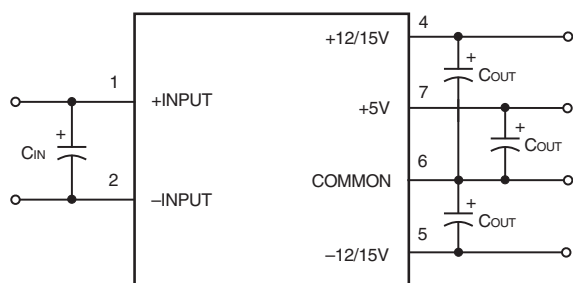 +12/15V 4
+ COUT
1 +INPUT
+5V 7
+ CIN
+ COUT
2 –INPUT
COMMON 6
+ COUT
–12/15V 5